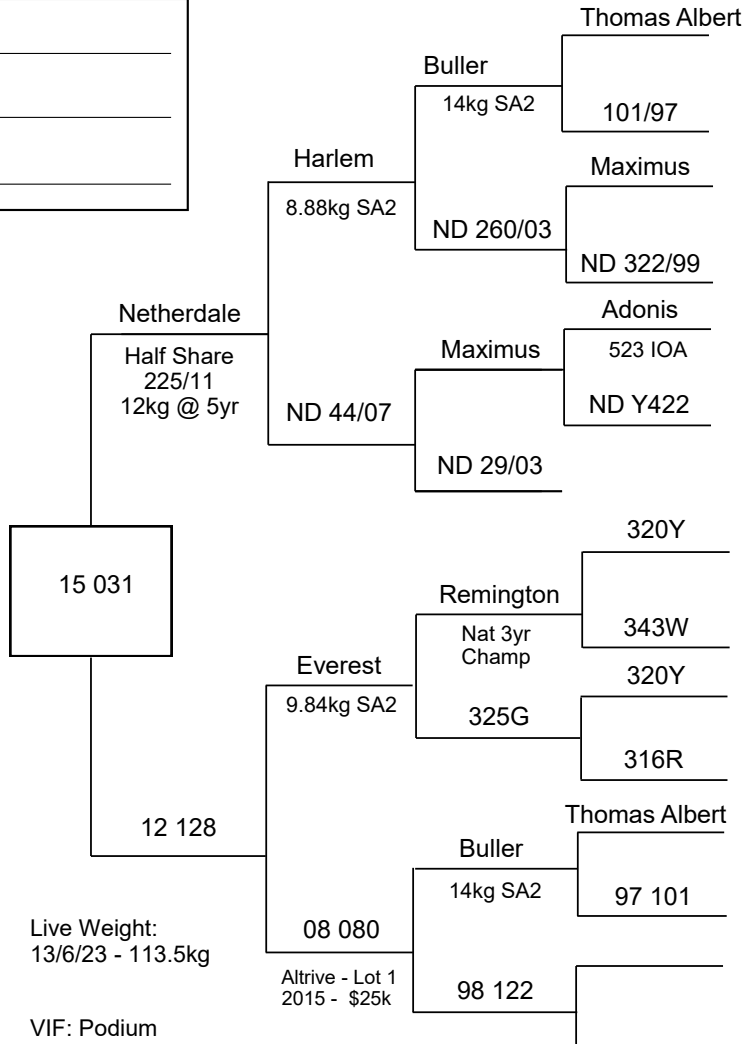 Thomas Albert
Buller
14kg SA2
101/97
Harlem
8.88kg SA2
Maximus
ND 260/03
ND 322/99
Netherdale
Half Share
225/11
12kg @ 5yr
Adonis
Maximus
523 IOA
ND 44/07
ND Y422
ND 29/03
15 031
320Y
Remington
Nat 3yr
Champ
343W
Everest
9.84kg SA2
320Y
325G
316R
12 128
Thomas Albert
Buller
14kg SA2
97 101
08 080
Altrive - Lot 1
2015 - $25k
98 122
Live Weight:
13/6/23 - 113.5kg
VIF: Podium